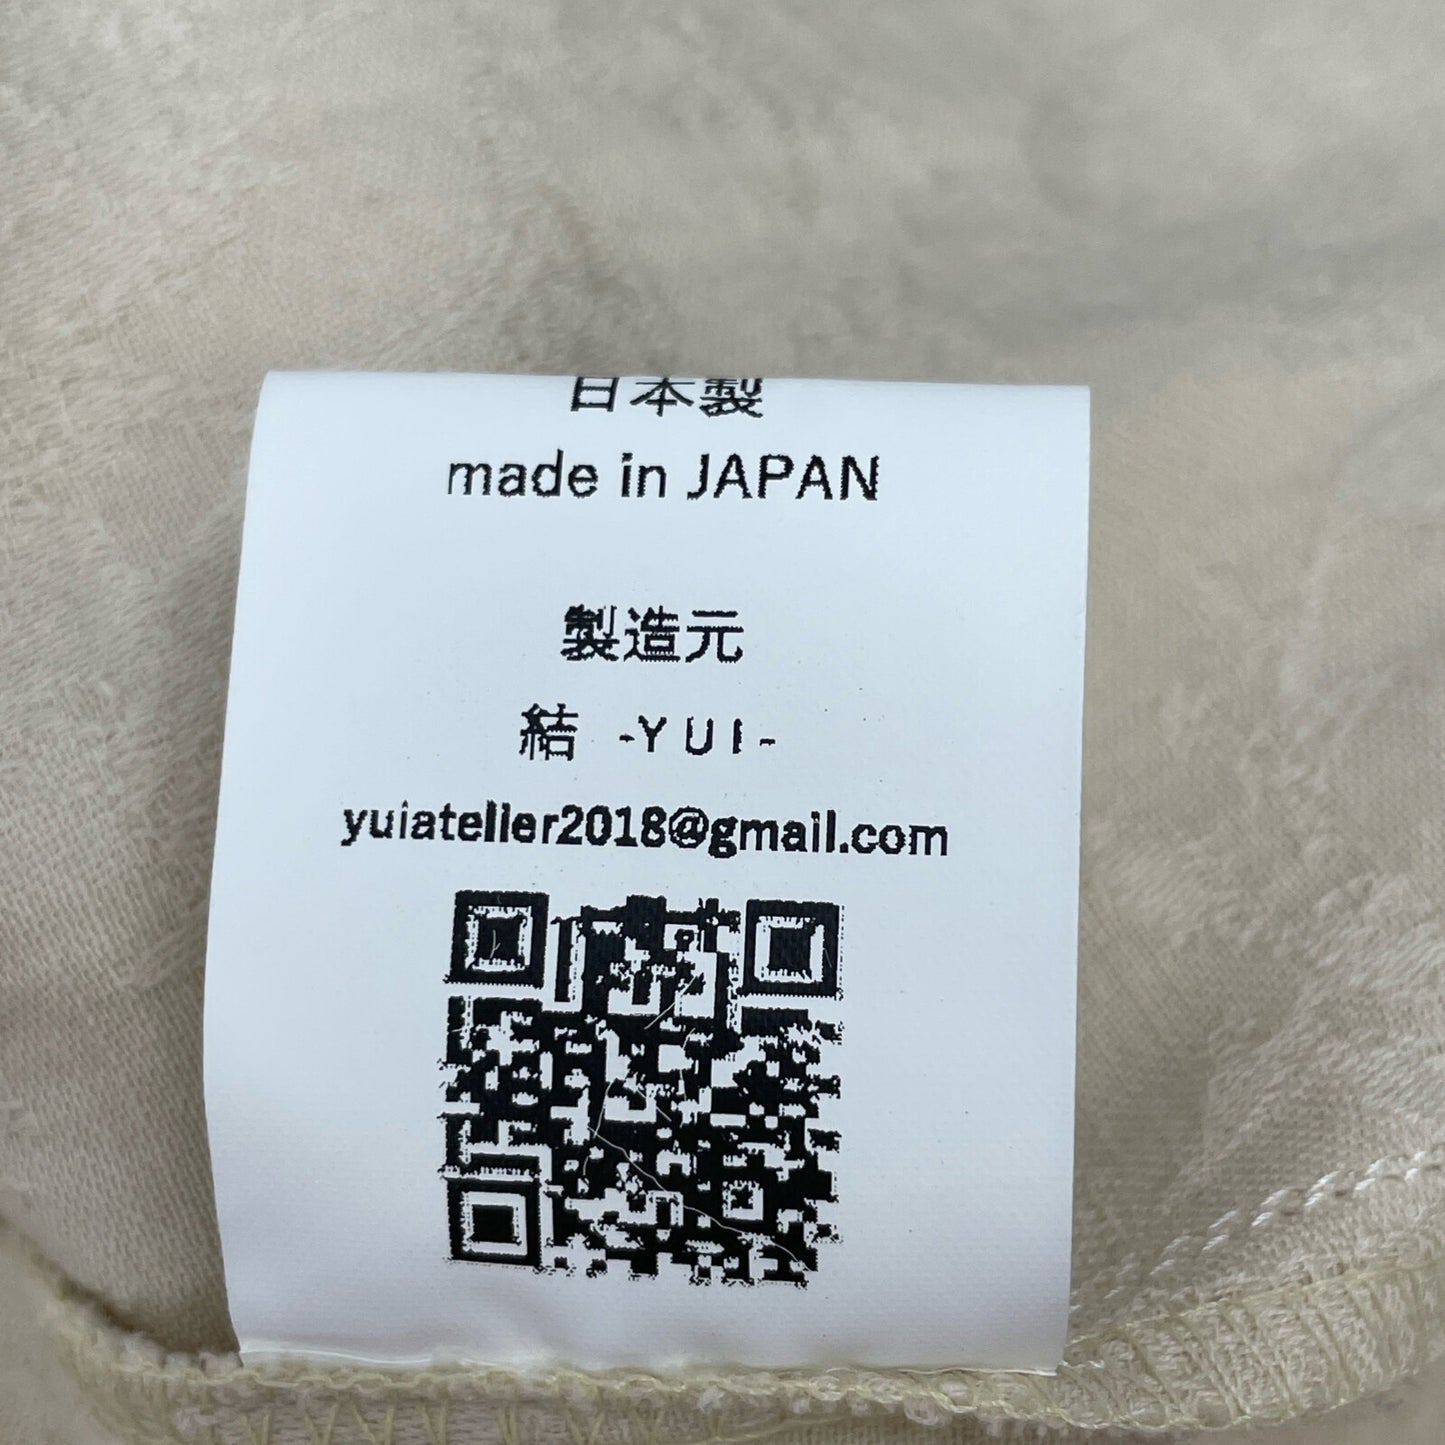 日本製
made in JAPAN
製造元
結 -YUI-
yuiatelier2018@gmail.com